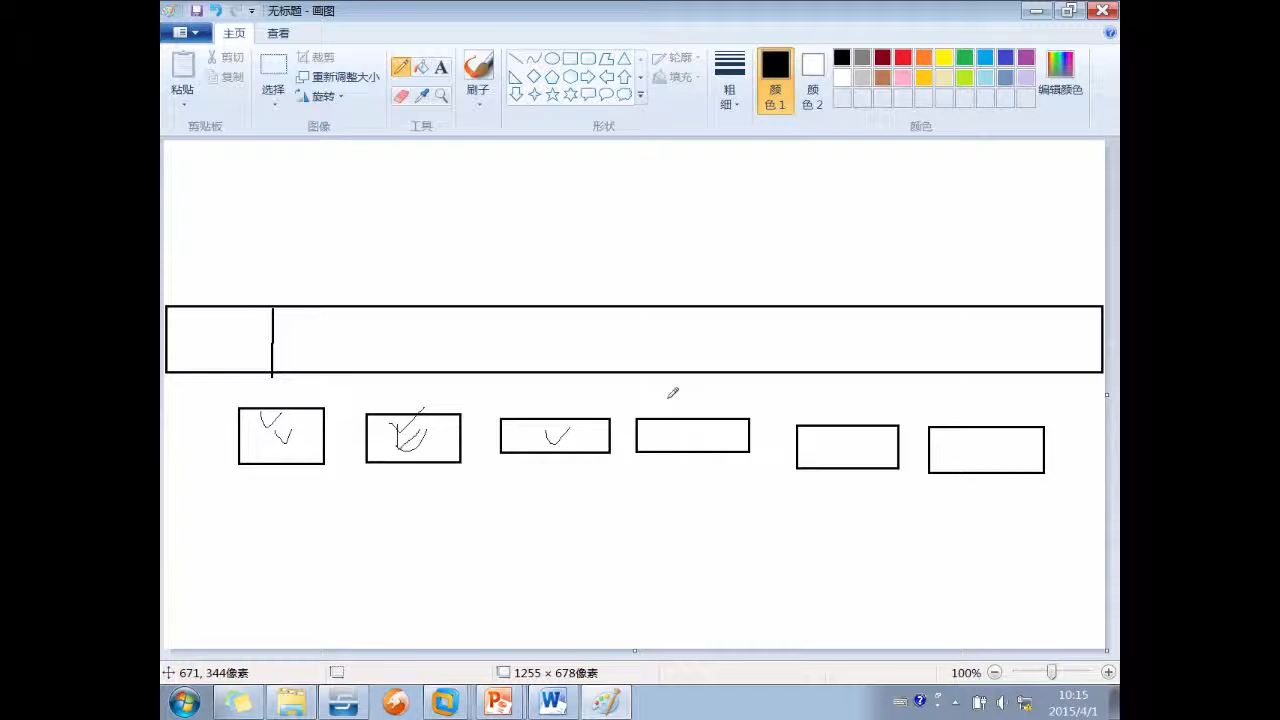 无标题 - 画图
主页
查看
粘贴
剪切
复制
剪贴板
选择
裁剪
重新调整大小
旋转
图像
A
工具
刷子
形状
轮廓
填充
粗细
颜色 1
颜色 2
编辑颜色
颜色
671, 344像素
1255 × 678像素
100%
10:15
2015/4/1